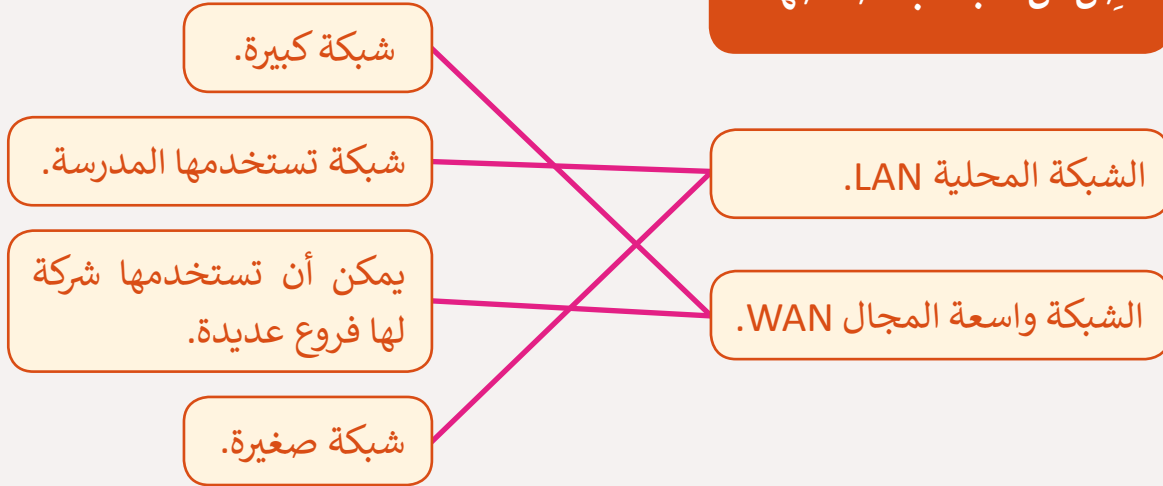 شبكة كبيرة.
شبكة تستخدمها المدرسة.
الشبكة المحلية LAN.
يمكن أن تستخدمها شركة
لها فروع عديدة.
الشبكة واسعة المجال WAN.
شبكة صغيرة.